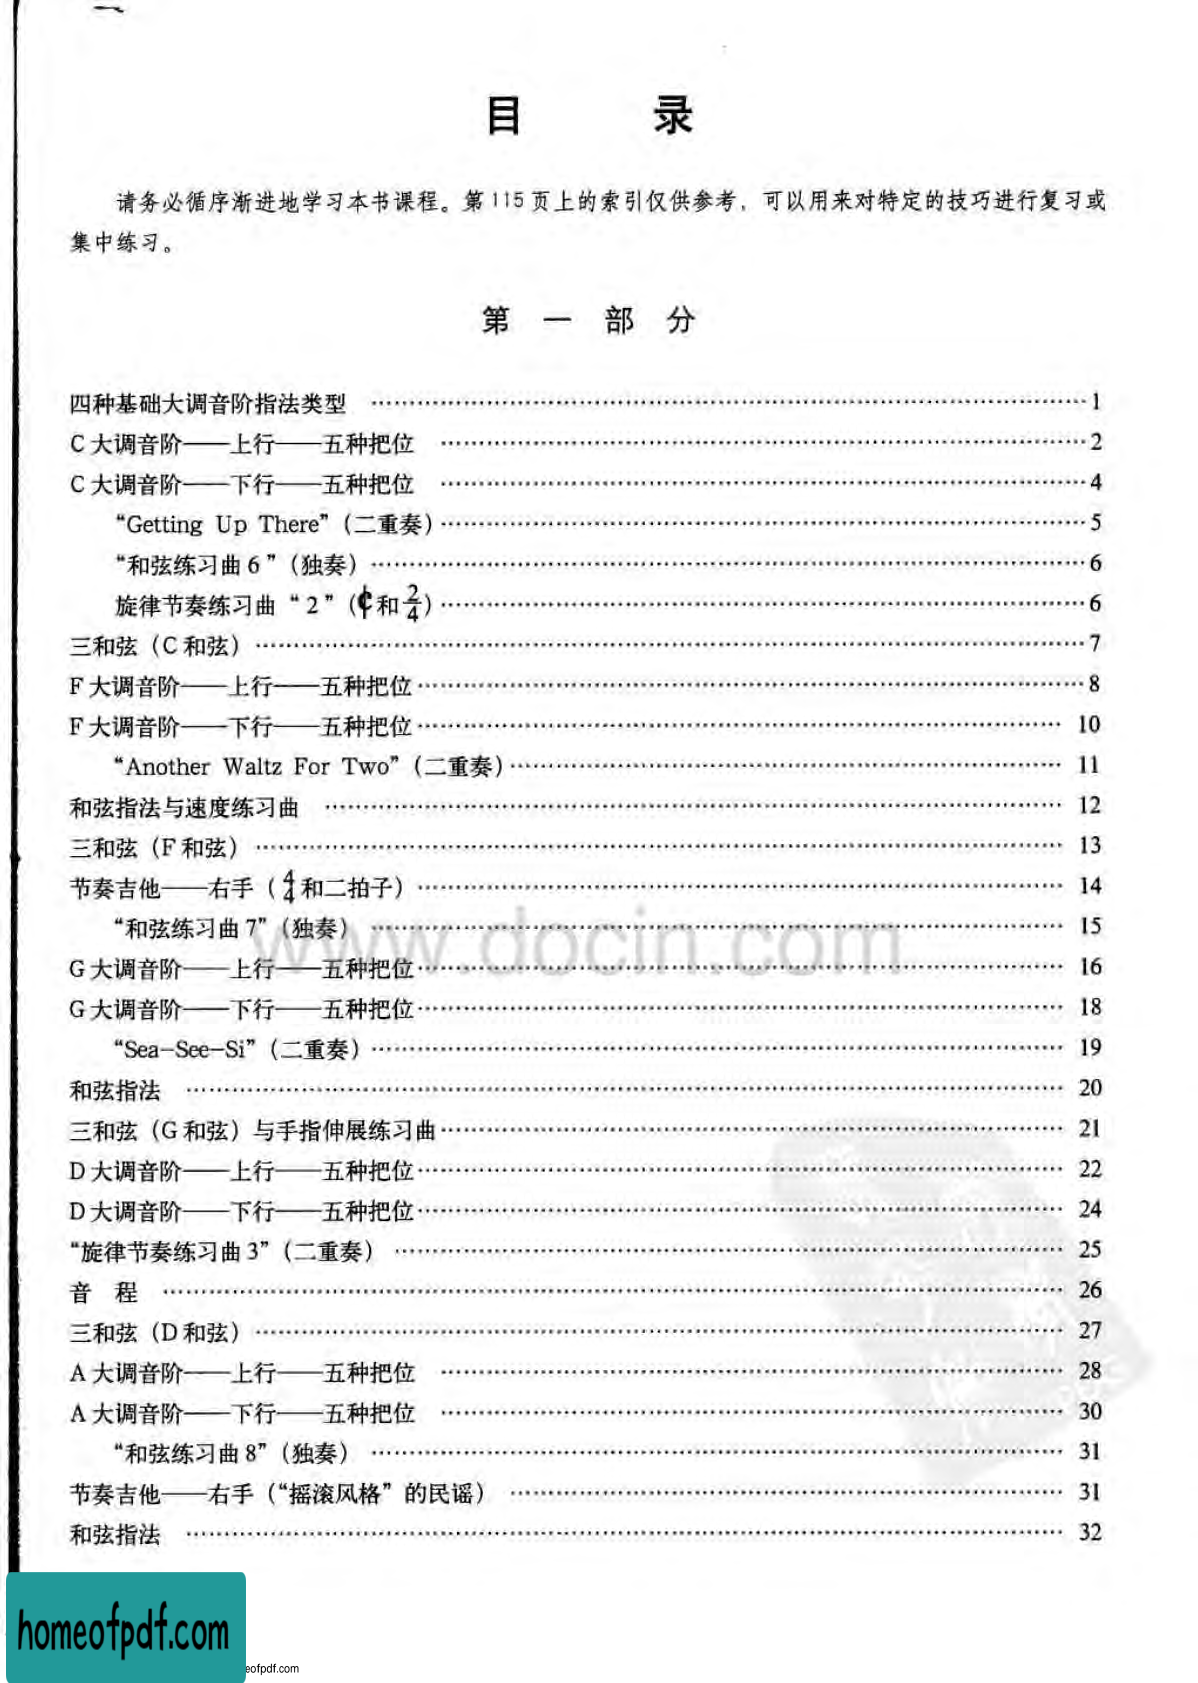 目 录
请务必循序渐进地学习本书课程。第115页上的索引仅供参考，可以用来对特定的技巧进行复习或
集中练习。
第 一 部 分
四种基础大调音阶指法类型 ……1
C大调音阶——上行——五种把位 ……2
C大调音阶——下行——五种把位 ……4
“Getting Up There”（二重奏）……5
“和弦练习曲6”（独奏）……6
旋律节奏练习曲“2”（¢和2/4）……6
三和弦（C和弦）……7
F大调音阶——上行——五种把位……8
F大调音阶——下行——五种把位…… 10
“Another Waltz For Two”（二重奏）…… 11
和弦指法与速度练习曲 …… 12
三和弦（F和弦）…… 13
节奏吉他——右手（4/4和二拍子）…… 14
“和弦练习曲7”（独奏）…… 15
www.docin.com
G大调音阶——上行——五种把位…… 16
G大调音阶——下行——五种把位…… 18
“Sea-See-Si”（二重奏）…… 19
和弦指法 …… 20
三和弦（G和弦）与手指伸展练习曲…… 21
D大调音阶——上行——五种把位…… 22
D大调音阶——下行——五种把位…… 24
“旋律节奏练习曲3”（二重奏）…… 25
音 程 …… 26
三和弦（D和弦）…… 27
A大调音阶——上行——五种把位 …… 28
A大调音阶——下行——五种把位 …… 30
“和弦练习曲8”（独奏）…… 31
节奏吉他——右手（“摇滚风格”的民谣）…… 31
和弦指法 …… 32
homeofpdf.com
eofpdf.com